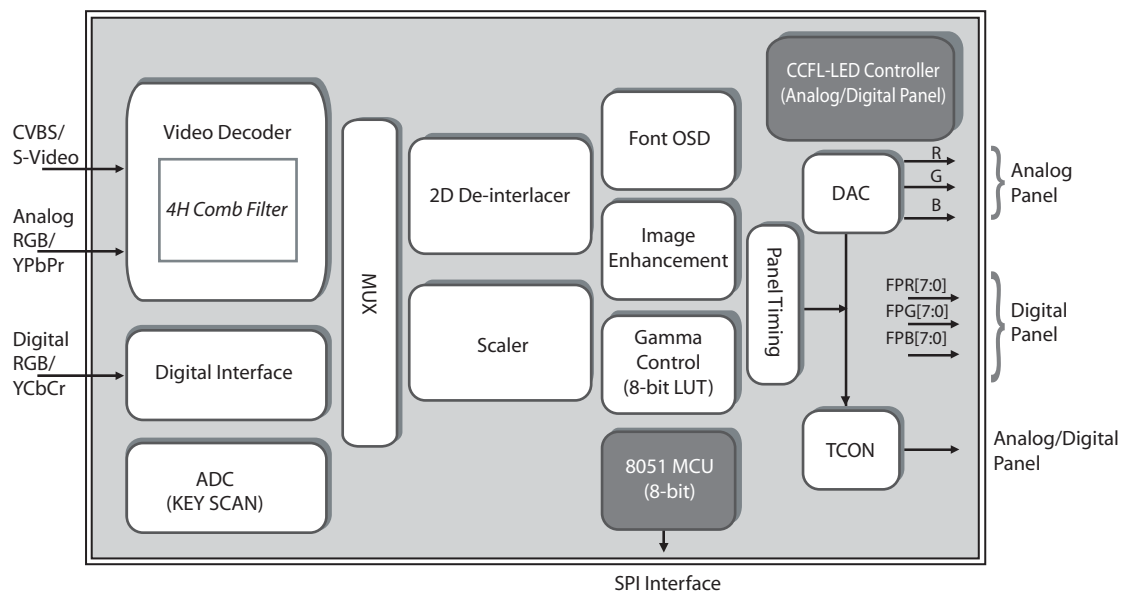 CCFL-LED Controller
(Analog/Digital Panel)
CVBS/
S-Video
Analog
RGB/
YPbPr
Digital
RGB/
YCbCr
Video Decoder
4H Comb Filter
Digital Interface
ADC
(KEY SCAN)
MUX
2D De-interlacer
Scaler
Font OSD
Image
Enhancement
Gamma
Control
(8-bit LUT)
8051 MCU
(8-bit)
SPI Interface
Panel Timing
DAC
R
G
B
Analog
Panel
FPR[7:0]
FPG[7:0]
FPB[7:0]
Digital
Panel
TCON
Analog/Digital
Panel